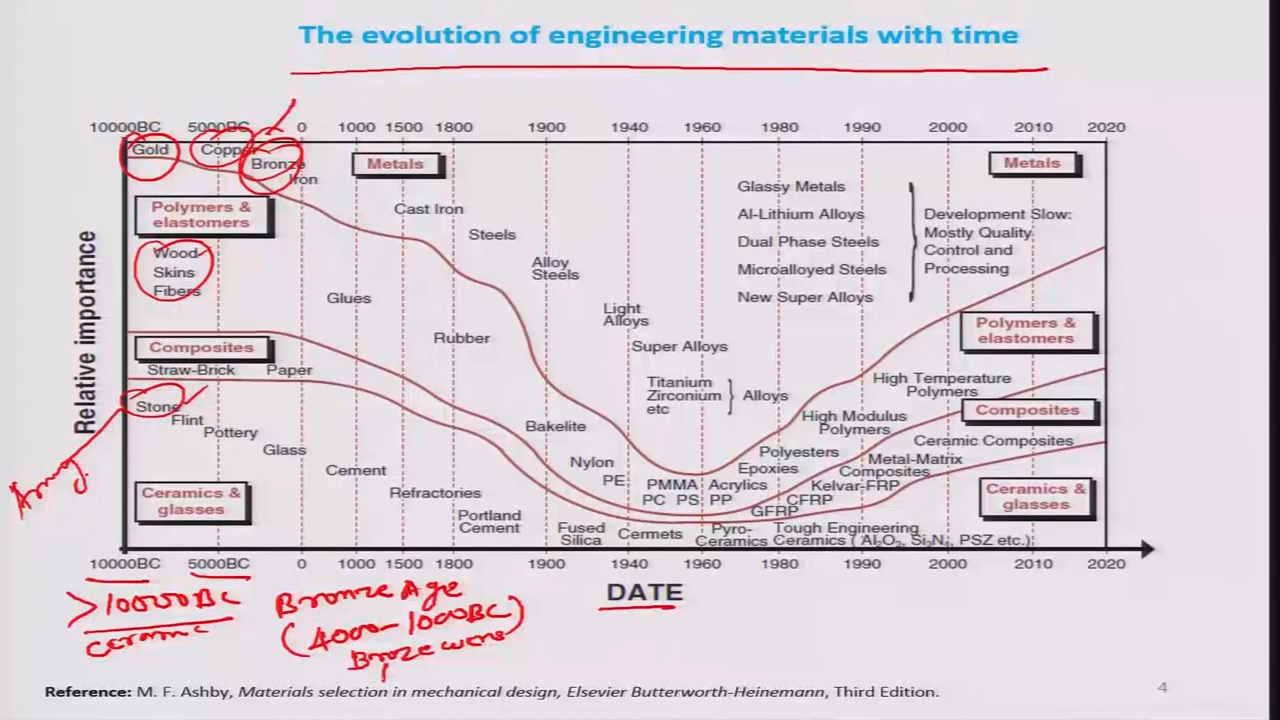 The evolution of engineering materials with time
10000BC 5000BC 0 1000 1500 1800 1900 1940 1960 1980 1990 2000 2010 2020
Gold Copper Bronze Iron
Metals
Metals
Polymers & elastomers
Wood
Skins
Fibers
Cast Iron
Steels
Alloy Steels
Glues
Rubber
Light Alloys
Super Alloys
Titanium
Zirconium
etc
Alloys
Glassy Metals
Al-Lithium Alloys
Dual Phase Steels
Microalloyed Steels
New Super Alloys
Development Slow:
Mostly Quality
Control and
Processing
Relative importance
Composites
Straw-Brick Paper
Stone
Flint
Pottery
Glass
Cement
Refractories
Portland Cement
Ceramics & glasses
Bakelite
Nylon
PE
PMMA Acrylics
PC PS PP
Polyesters
Epoxies
High Modulus Polymers
High Temperature Polymers
Polymers & elastomers
Composites
Ceramic Composites
Metal-Matrix Composites
Kelvar-FRP
CFRP
GFRP
Fused Silica
Cermets
Pyro-Ceramics
Tough Engineering
Ceramics ( Al2O3, Si3N4, PSZ etc.)
Ceramics & glasses
10000BC 5000BC 0 1000 1500 1800 1900 1940 1960 1980 1990 2000 2010 2020
DATE
>10000BC
ceramic
Bronze Age
(4000-1000BC)
Reference: M. F. Ashby, Materials selection in mechanical design, Elsevier Butterworth-Heinemann, Third Edition.
4